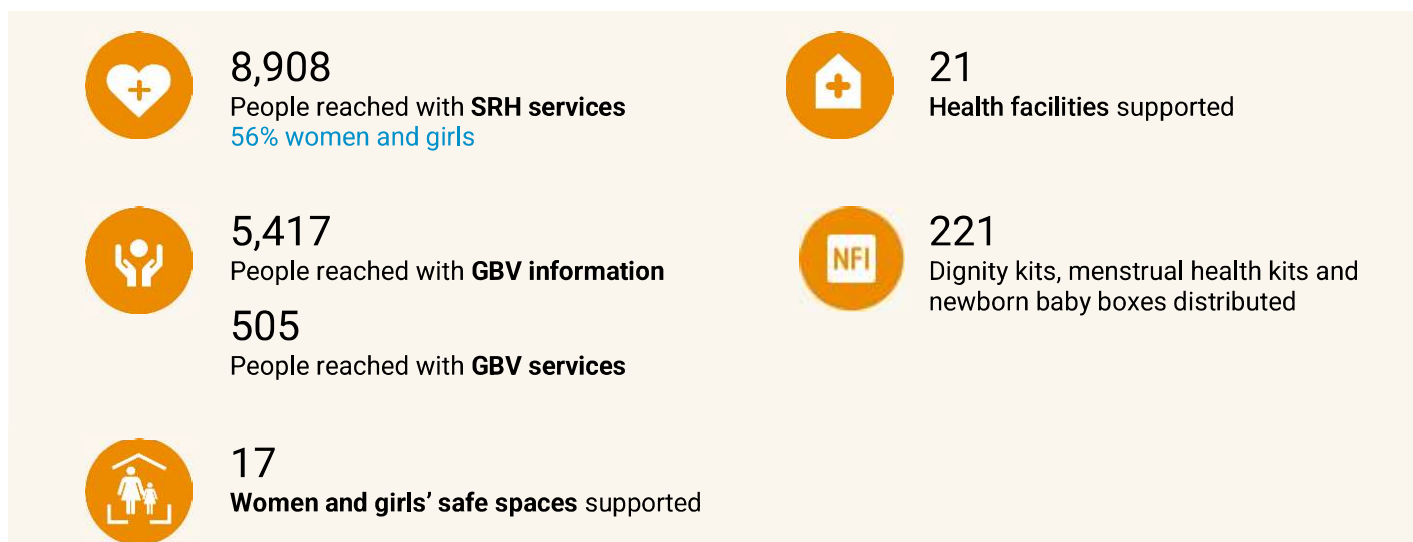 8,908
People reached with SRH services
56% women and girls
21
Health facilities supported
5,417
People reached with GBV information
505
People reached with GBV services
NFI
221
Dignity kits, menstrual health kits and
newborn baby boxes distributed
17
Women and girls’ safe spaces supported